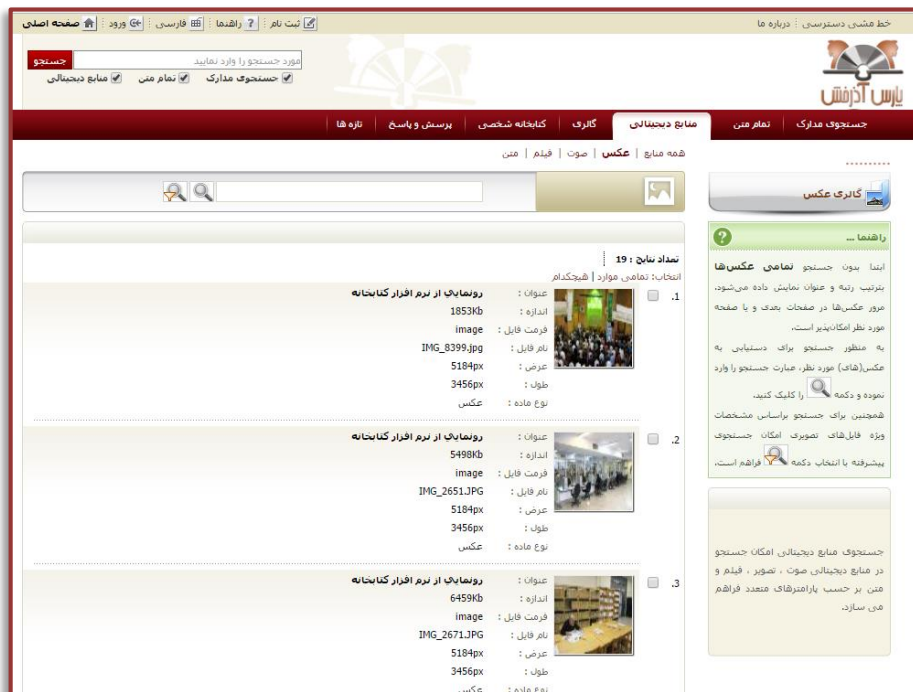 خط مشی دسترسی | درباره ما
ثبت نام | راهنما | فارسی | ورود | صفحه اصلی
پارس آذرخش
مورد جستجو را وارد نمایید
جستجو
جستجوی مدارک تمام متن منابع دیجیتالی
جستجوی مدارک | تمام متن | منابع دیجیتالی | گالری | کتابخانه شخصی | پرسش و پاسخ | تازه ها
همه منابع | عکس | صوت | فیلم | متن
گالری عکس
راهنما ...
ابتدا بدون جستجو تمامی عکس‌ها
بترتیب رتبه و عنوان نمایش داده می‌شود.
مرور عکس‌ها در صفحات بعدی و یا صفحه
مورد نظر امکان‌پذیر است.
به منظور جستجو برای دستیابی به
عکس(های) مورد نظر، عبارت جستجو را وارد
نموده و دکمه را کلیک کنید.
همچنین برای جستجو براساس مشخصات
ویژه فایل‌های تصویری امکان جستجوی
پیشرفته با انتخاب دکمه فراهم است.
جستجوی منابع دیجیتالی امکان جستجو
در منابع دیجیتالی صوت ، تصویر ، فیلم و
متن بر حسب پارامترهای متعدد فراهم
می سازد.
تعداد نتایج : 19
انتخاب: تمامی موارد | هیچکدام
1.
عنوان : رونمايي از نرم افزار كتابخانه
اندازه : 1853Kb
فرمت فایل : image
نام فایل : IMG_8399.jpg
عرض : 5184px
طول : 3456px
نوع ماده : عکس
2.
عنوان : رونمايي از نرم افزار كتابخانه
اندازه : 5498Kb
فرمت فایل : image
نام فایل : IMG_2651.JPG
عرض : 5184px
طول : 3456px
نوع ماده : عکس
3.
عنوان : رونمايي از نرم افزار كتابخانه
اندازه : 6459Kb
فرمت فایل : image
نام فایل : IMG_2671.JPG
عرض : 5184px
طول : 3456px
نوع ماده : عکس